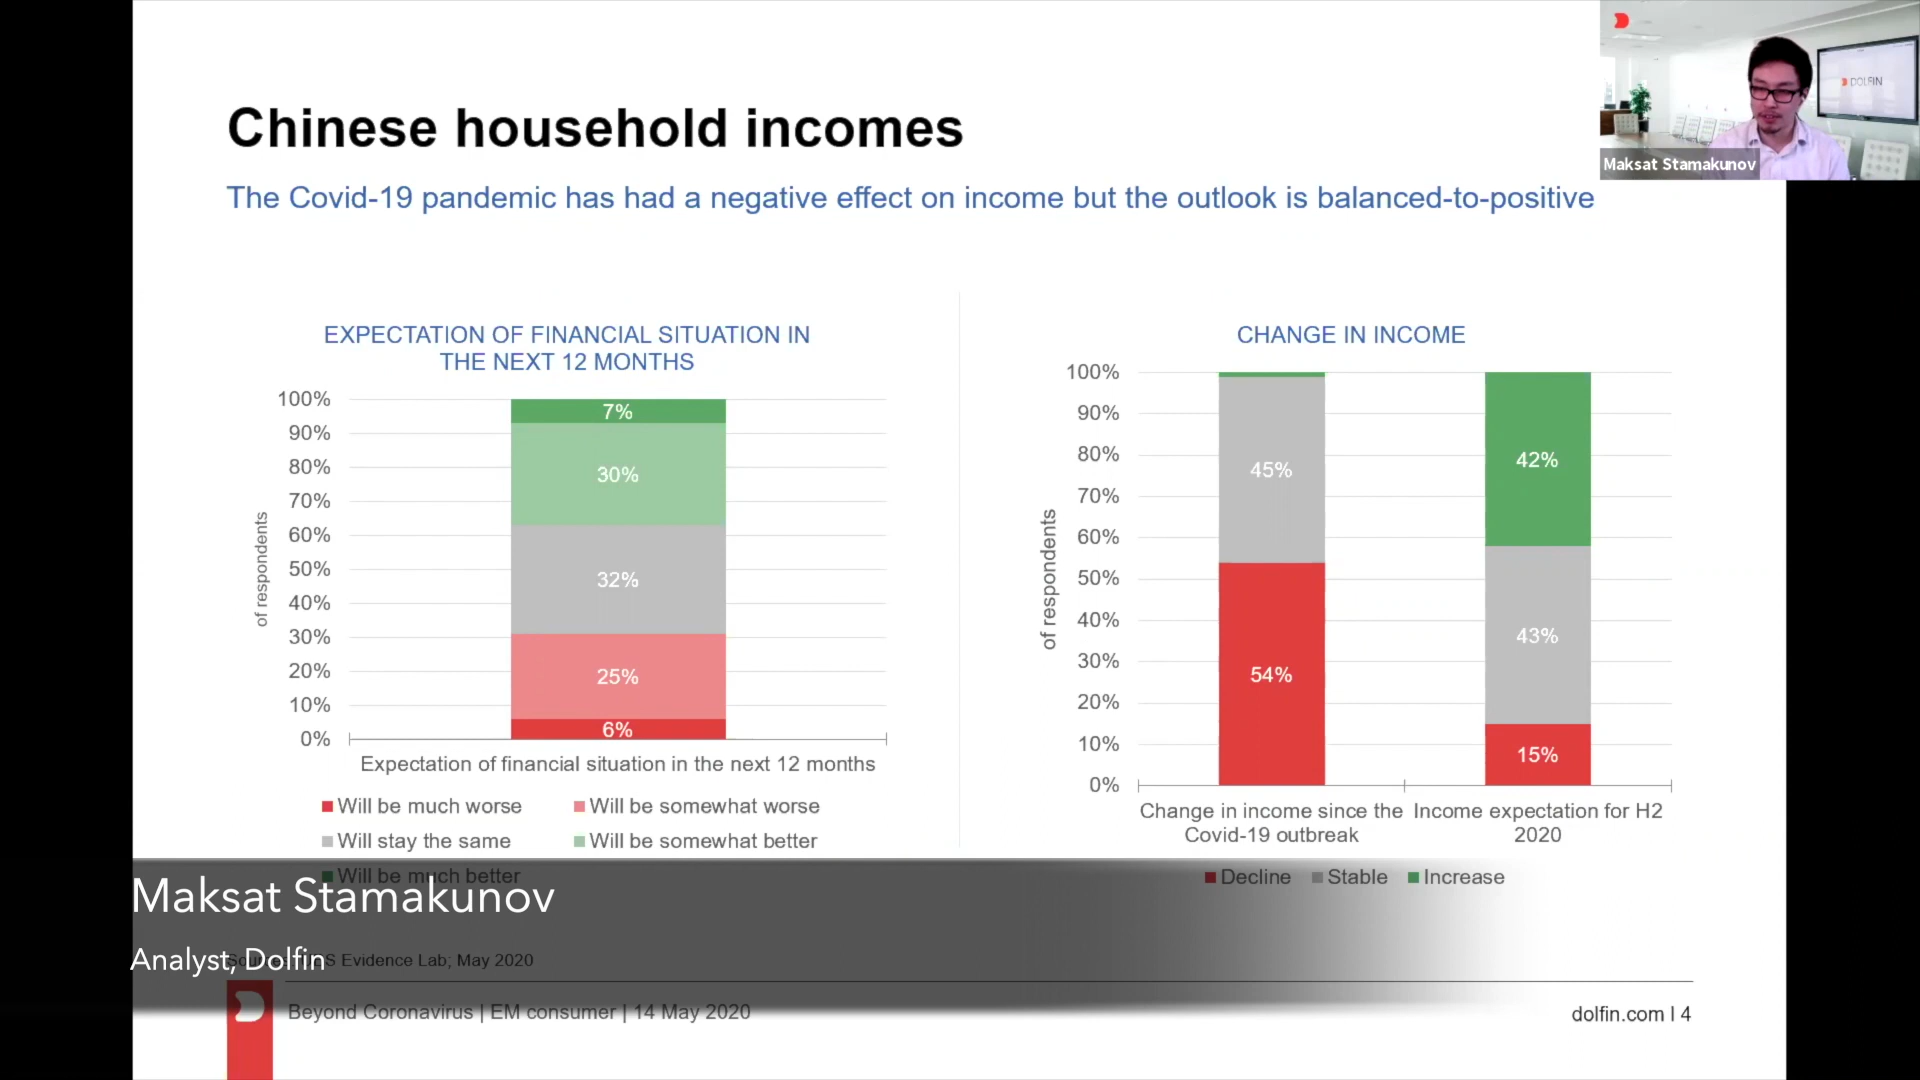 Chinese household incomes
The Covid-19 pandemic has had a negative effect on income but the outlook is balanced-to-positive
DOLFIN
Maksat Stamakunov
EXPECTATION OF FINANCIAL SITUATION IN
THE NEXT 12 MONTHS
100%
90%
80%
70%
60%
50%
40%
30%
20%
10%
0%
of respondents
7%
30%
32%
25%
6%
Expectation of financial situation in the next 12 months
Will be much worse
Will be somewhat worse
Will stay the same
Will be somewhat better
Will be much better
CHANGE IN INCOME
100%
90%
80%
70%
60%
50%
40%
30%
20%
10%
0%
of respondents
45%
54%
42%
43%
15%
Change in income since the
Covid-19 outbreak
Income expectation for H2
2020
Decline
Stable
Increase
Maksat Stamakunov
Analyst, Dolfin
Evidence Lab; May 2020
Beyond Coronavirus | EM consumer | 14 May 2020
dolfin.com | 4